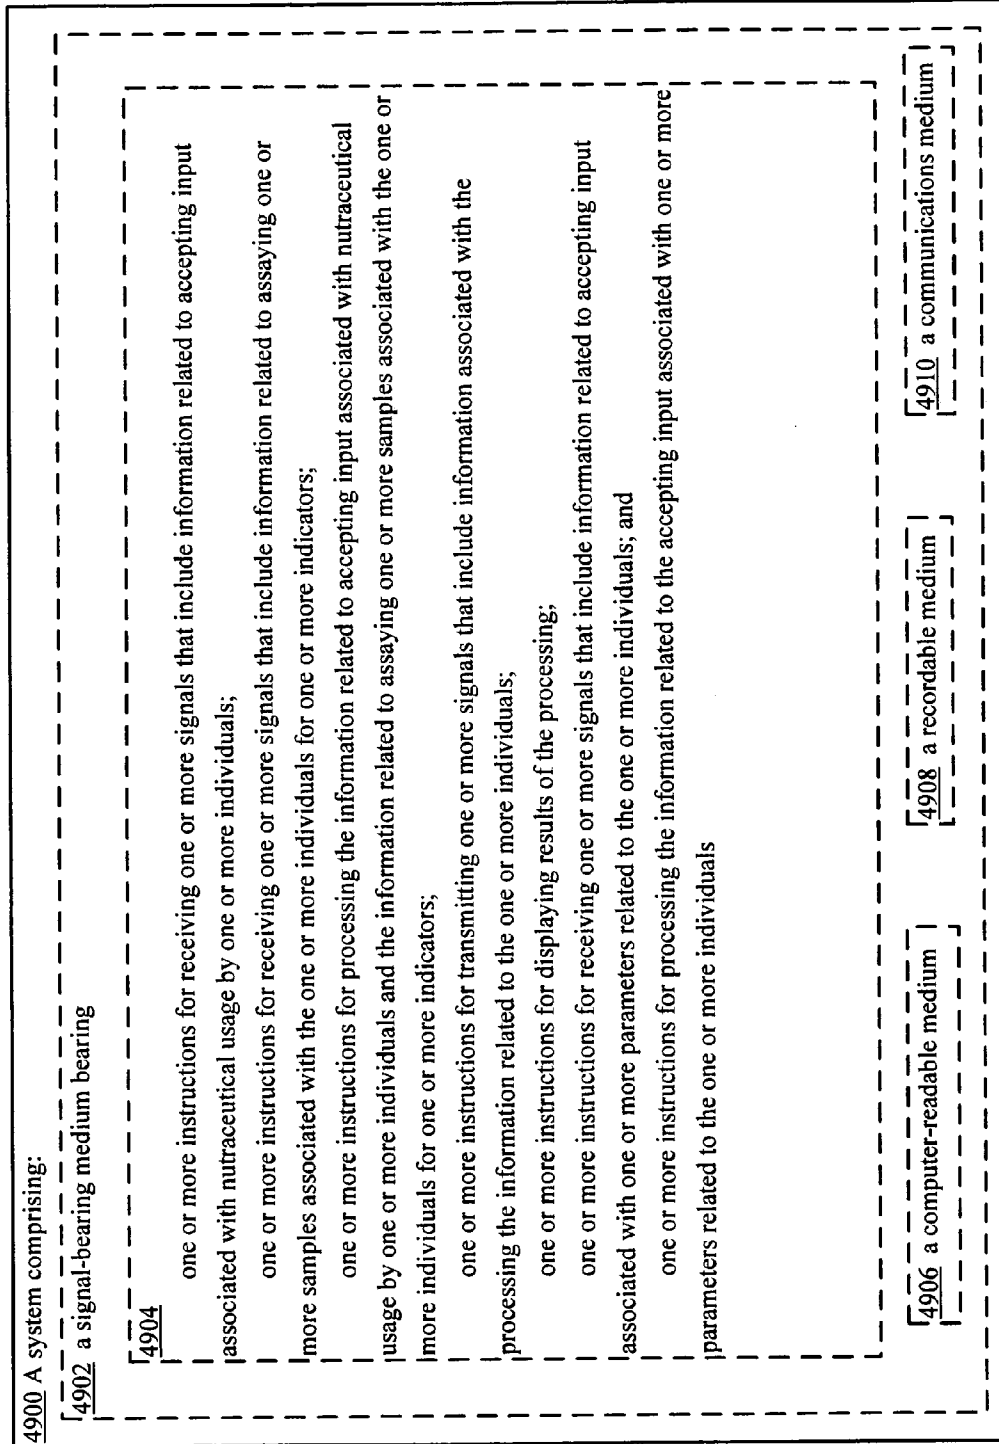 4900 A system comprising:
4902 a signal-bearing medium bearing
4904
one or more instructions for receiving one or more signals that include information related to accepting input
associated with nutraceutical usage by one or more individuals;
one or more instructions for receiving one or more signals that include information related to assaying one or
more samples associated with the one or more individuals for one or more indicators;
one or more instructions for processing the information related to accepting input associated with nutraceutical
usage by one or more individuals and the information related to assaying one or more samples associated with the one or
more individuals for one or more indicators;
one or more instructions for transmitting one or more signals that include information associated with the
processing the information related to the one or more individuals;
one or more instructions for displaying results of the processing;
one or more instructions for receiving one or more signals that include information related to accepting input
associated with one or more parameters related to the one or more individuals; and
one or more instructions for processing the information related to the accepting input associated with one or more
parameters related to the one or more individuals
4906 a computer-readable medium
4908 a recordable medium
4910 a communications medium